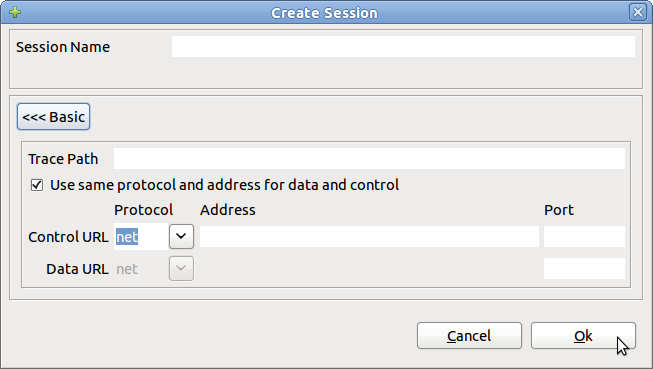 Create Session
Session Name
<<< Basic
Trace Path
Use same protocol and address for data and control
Protocol Address Port
Control URL net
Data URL net
Cancel Ok